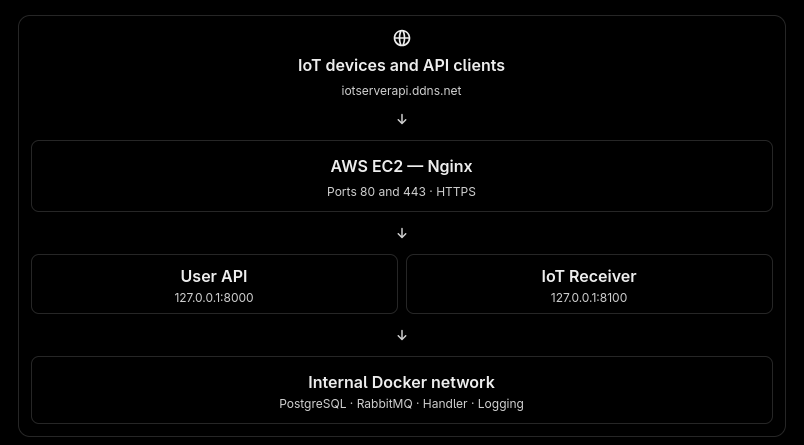 IoT devices and API clients
iotserverapi.ddns.net
AWS EC2 — Nginx
Ports 80 and 443 · HTTPS
User API
127.0.0.1:8000
IoT Receiver
127.0.0.1:8100
Internal Docker network
PostgreSQL · RabbitMQ · Handler · Logging